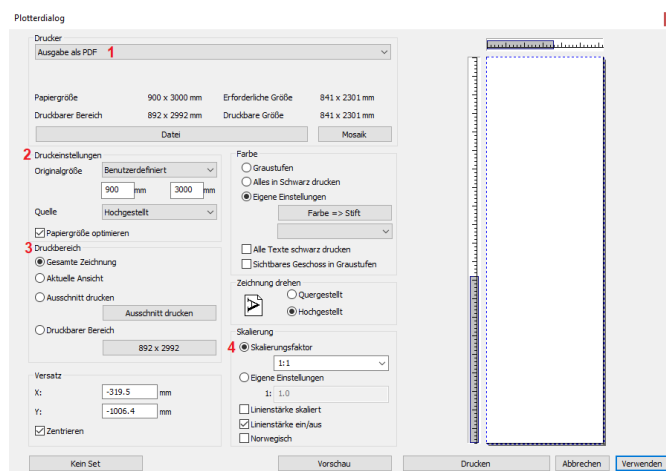 Plotterdialog
Drucker
Ausgabe als PDF 1
Papiergröße 900 x 3000 mm Erforderliche Größe 841 x 2301 mm
Druckbarer Bereich 892 x 2992 mm Druckbare Größe 841 x 2301 mm
Datei Mosaik
2 Druckeinstellungen
Originalgröße Benutzerdefiniert
900 mm 3000 mm
Quelle Hochgestellt
Papiergröße optimieren
3 Druckbereich
Gesamte Zeichnung
Aktuelle Ansicht
Ausschnitt drucken
Ausschnitt drucken
Druckbarer Bereich
892 x 2992
Versatz
X: -319.5 mm
Y: -1006.4 mm
Zentrieren
Farbe
Graustufen
Alles in Schwarz drucken
Eigene Einstellungen
Farbe => Stift
Alle Texte schwarz drucken
Sichtbares Geschoss in Graustufen
Zeichnung drehen
A
Quergestellt
Hochgestellt
Skalierung
4 Skalierungsfaktor
1:1
Eigene Einstellungen
1: 1.0
Linienstärke skaliert
Linienstärke ein/aus
Norwegisch
Kein Set Vorschau Drucken Abbrechen Verwenden